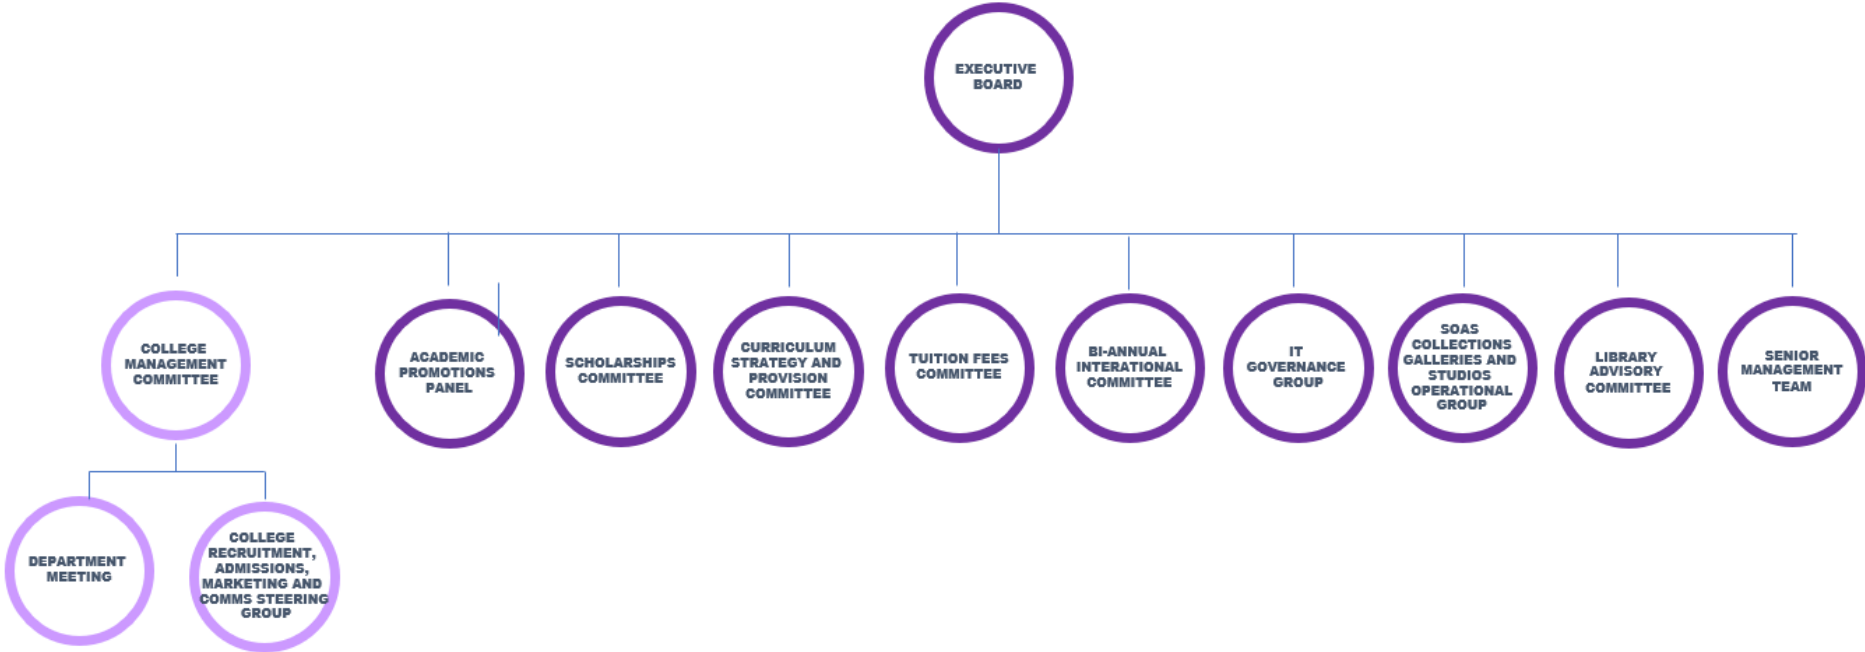 EXECUTIVE
BOARD
COLLEGE
MANAGEMENT
COMMITTEE
ACADEMIC
PROMOTIONS
PANEL
SCHOLARSHIPS
COMMITTEE
CURRICULUM
STRATEGY AND
PROVISION
COMMITTEE
TUITION FEES
COMMITTEE
BI-ANNUAL
INTERATIONAL
COMMITTEE
IT
GOVERNANCE
GROUP
SOAS
COLLECTIONS
GALLERIES AND
STUDIOS
OPERATIONAL
GROUP
LIBRARY
ADVISORY
COMMITTEE
SENIOR
MANAGEMENT
TEAM
DEPARTMENT
MEETING
COLLEGE
RECRUITMENT,
ADMISSIONS,
MARKETING AND
COMMS STEERING
GROUP